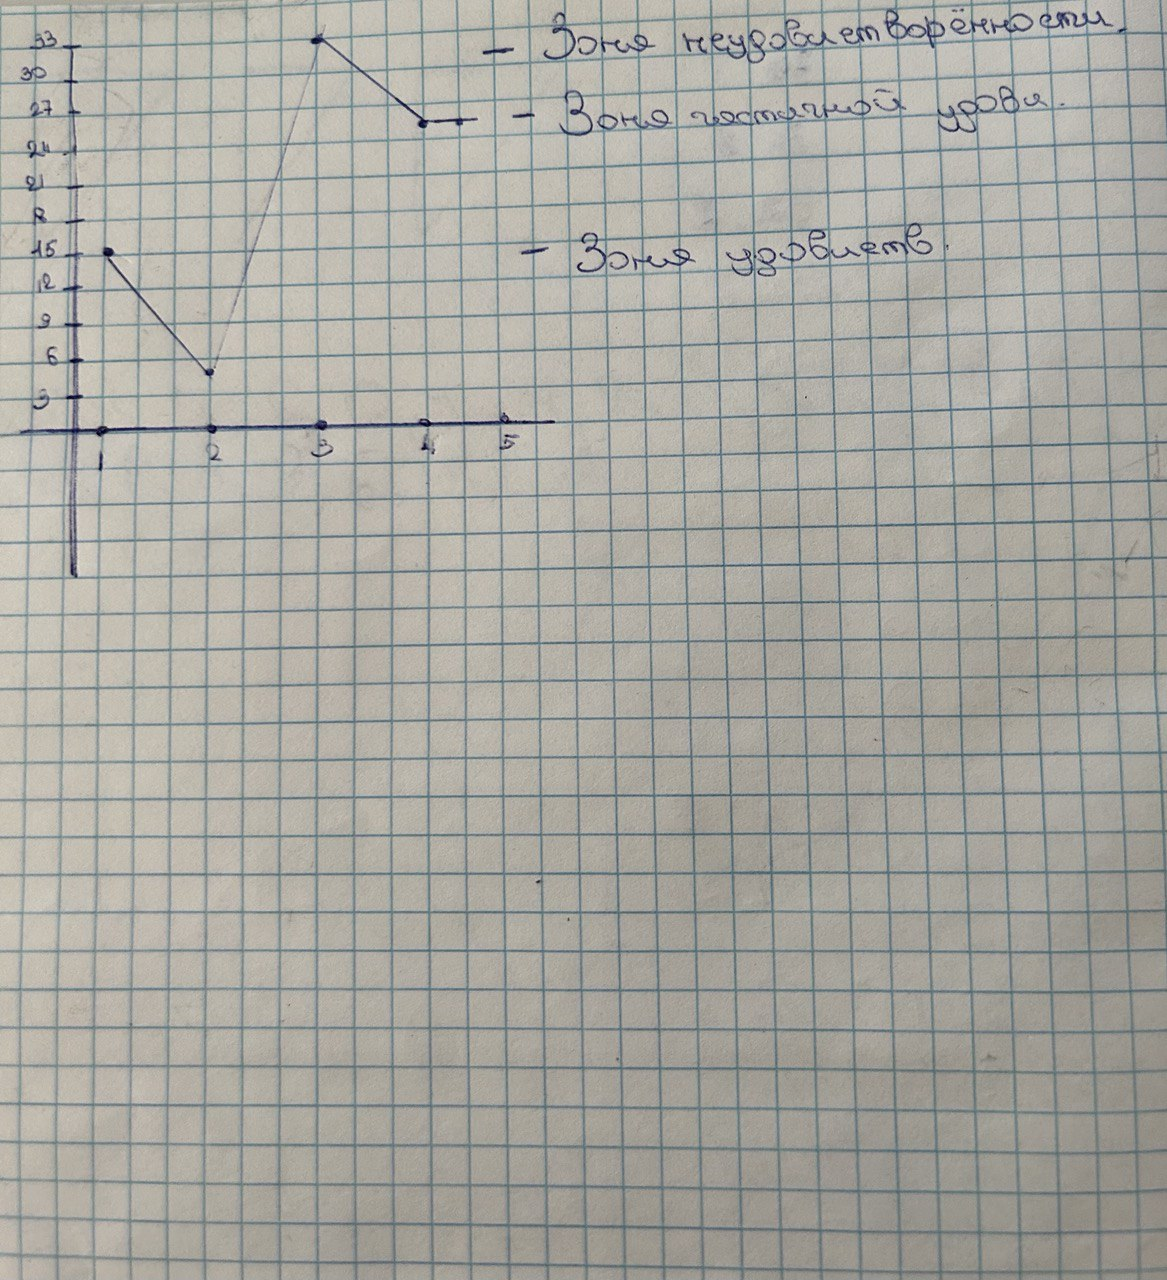 33 – Зона неудовлетворённости.
30
27 – Зона частичной удовл.
24
21
8
15 – Зона удовлетв.
12
9
6
3
1 2 3 4 5